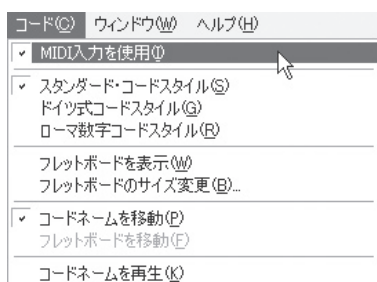 コード(C) ウィンドウ(W) ヘルプ(H)
MIDI入力を使用(I)
スタンダード・コードスタイル(S)
ドイツ式コードスタイル(G)
ローマ数字コードスタイル(R)
フレットボードを表示(W)
フレットボードのサイズ変更(B)...
コードネームを移動(P)
フレットボードを移動(F)
コードネームを再生(K)